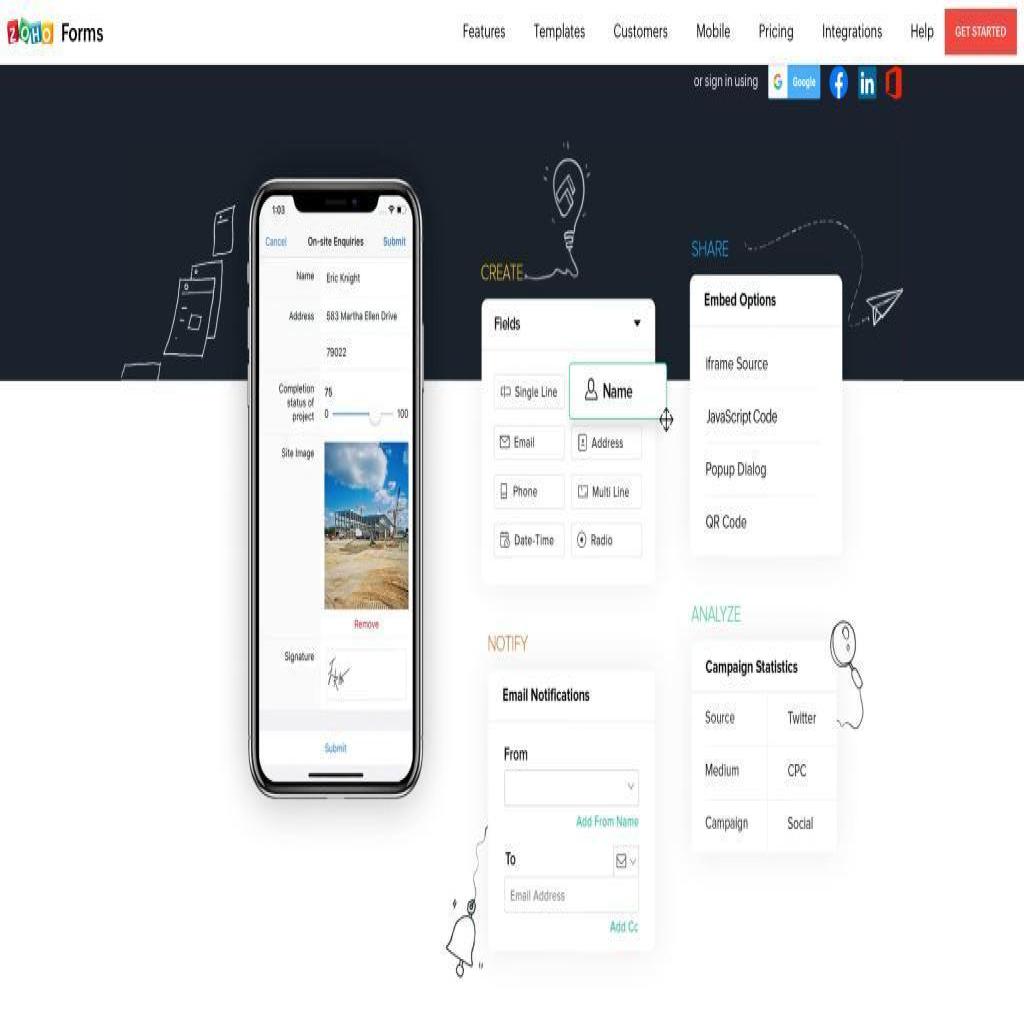 ZOHO Forms
Features Templates Customers Mobile Pricing Integrations Help GET STARTED
or sign in using G Google f in
1:03
Cancel On-site Enquiries Submit
Name Eric Knight
Address 583 Martha Ellen Drive
79022
Completion
status of
project
75
0 100
Site Image
Remove
Signature
Submit
CREATE
Fields
Single Line Name
Email Address
Phone Multi Line
Date-Time Radio
SHARE
Embed Options
Iframe Source
JavaScript Code
Popup Dialog
QR Code
NOTIFY
Email Notifications
From
Add From Name
To
Email Address
Add Cc
ANALYZE
Campaign Statistics
Source Twitter
Medium CPC
Campaign Social